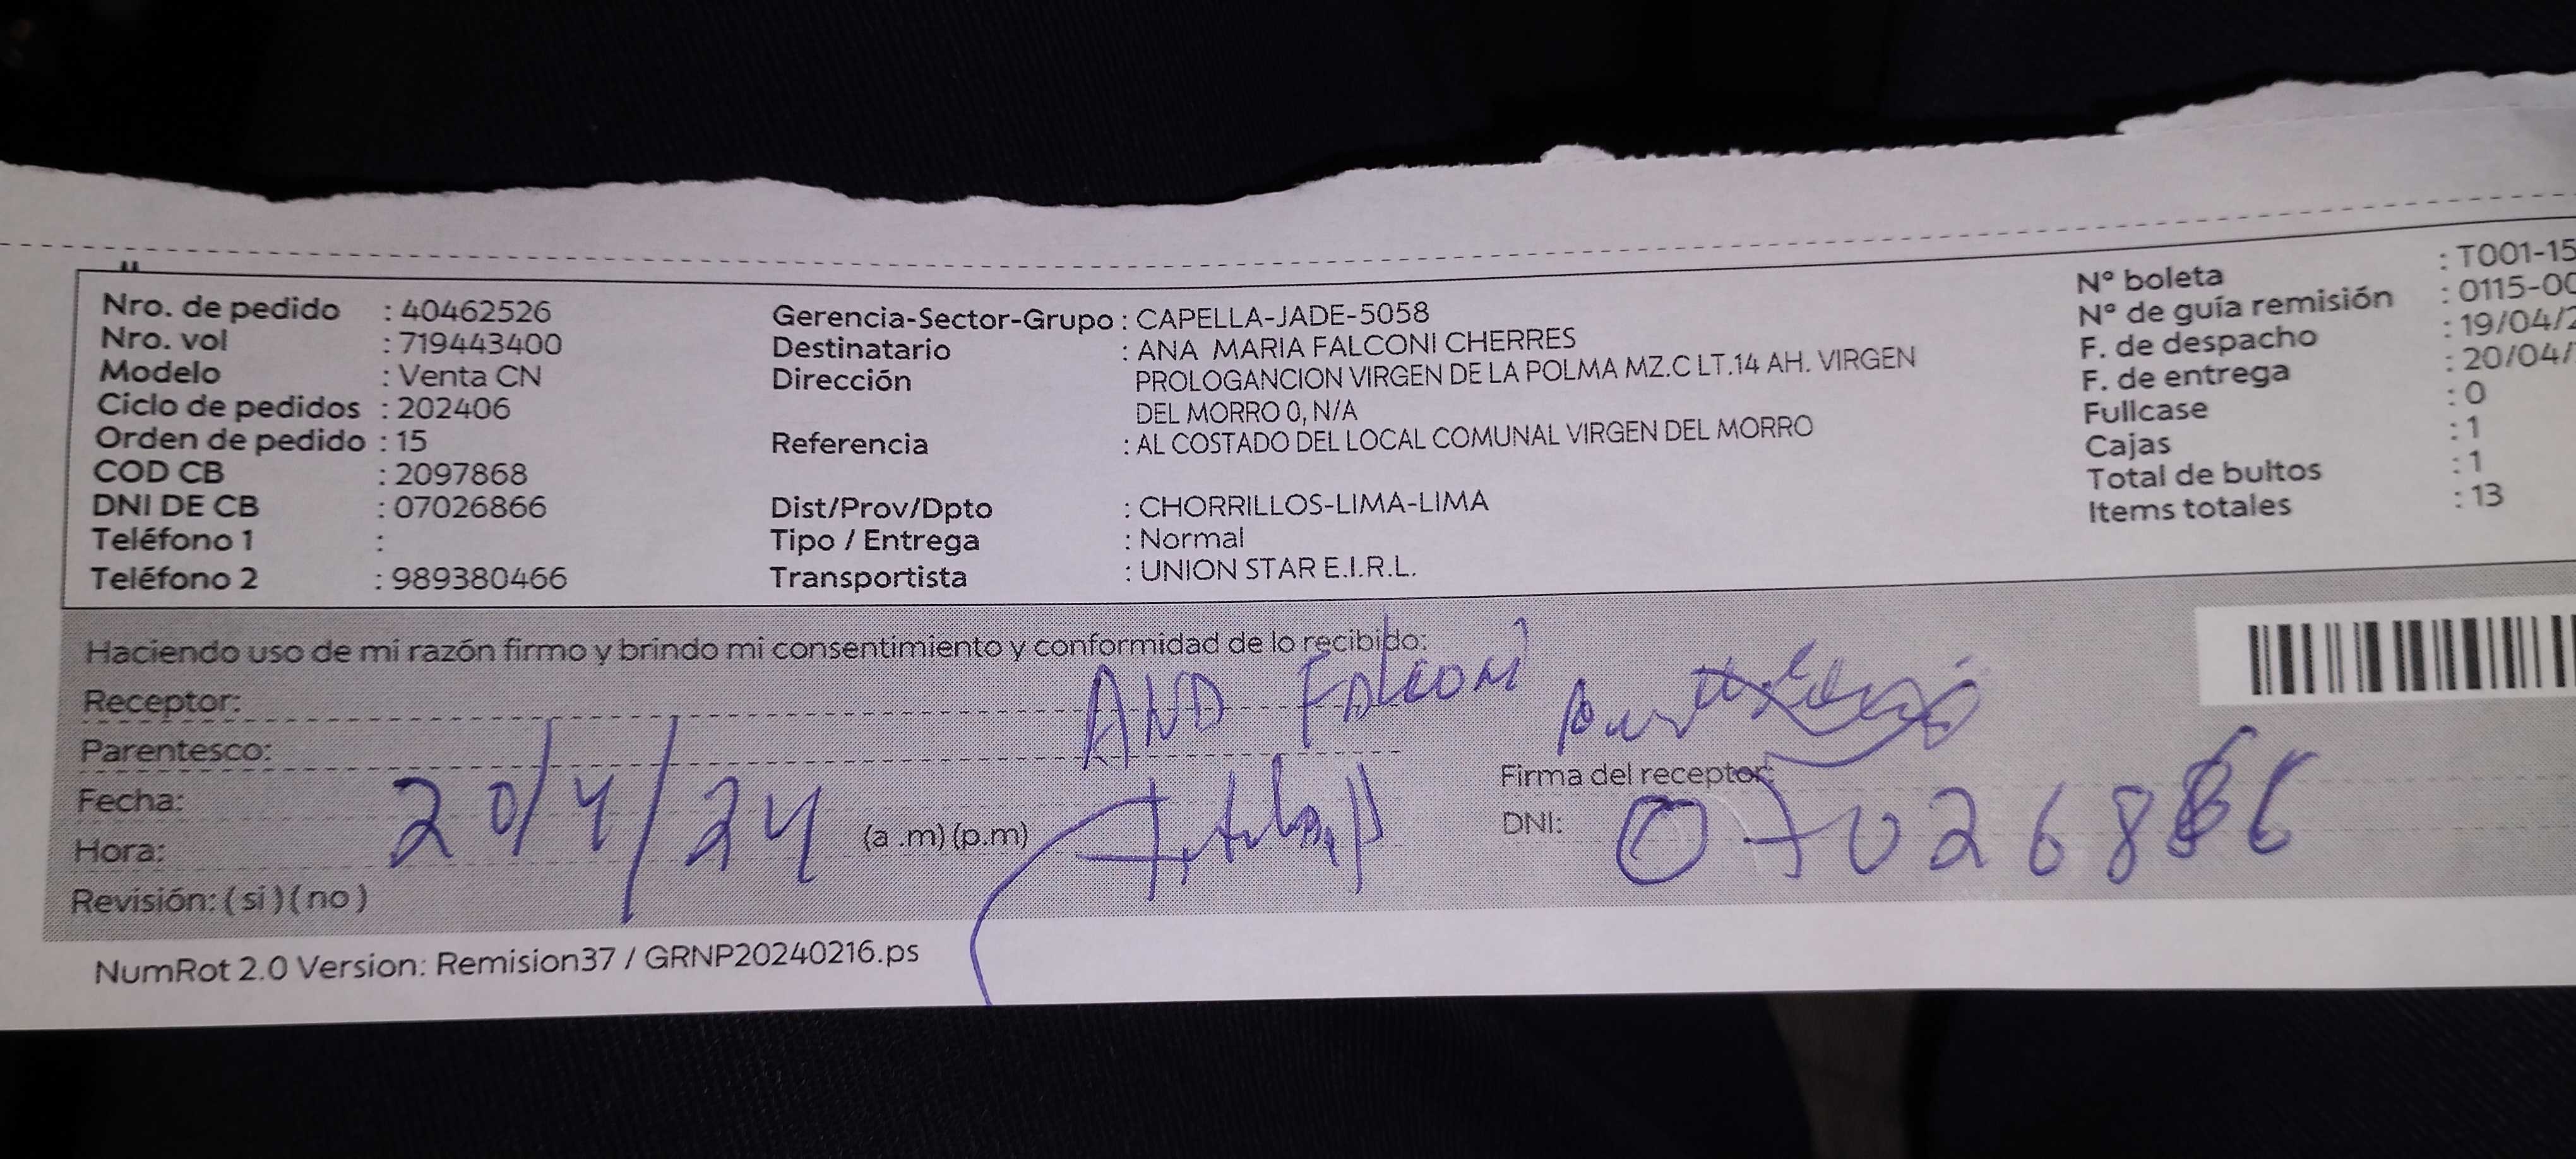 Nro. de pedido : 40462526
Nro. vol : 719443400
Modelo : Venta CN
Ciclo de pedidos : 202406
Orden de pedido : 15
COD CB : 2097868
DNI DE CB : 07026866
Teléfono 1 :
Teléfono 2 : 989380466
Gerencia-Sector-Grupo : CAPELLA-JADE-5058
Destinatario : ANA MARIA FALCONI CHERRES
Dirección PROLOGANCION VIRGEN DE LA POLMA MZ.C LT.14 AH. VIRGEN
DEL MORRO 0, N/A
Referencia : AL COSTADO DEL LOCAL COMUNAL VIRGEN DEL MORRO
Dist/Prov/Dpto : CHORRILLOS-LIMA-LIMA
Tipo / Entrega : Normal
Transportista : UNION STAR E.I.R.L.
N° boleta : T001-15
N° de guía remisión : 0115-00
F. de despacho : 19/04/2
F. de entrega : 20/04/
Fullcase : 0
Cajas : 1
Total de bultos : 1
Items totales : 13
Haciendo uso de mi razón firmo y brindo mi consentimiento y conformidad de lo recibido:
Receptor: ANA Falconi
Parentesco:
Fecha: 20/4/24
Hora: (a .m) (p.m)
Revisión: ( si ) ( no )
Firma del receptor:
DNI: 07026866
NumRot 2.0 Version: Remision37 / GRNP20240216.ps